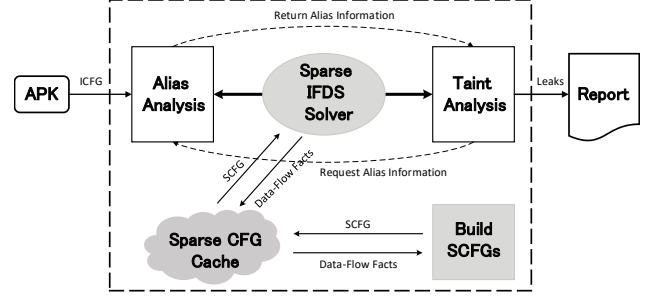 Return Alias Information
APK
ICFG
Alias
Analysis
Sparse
IFDS
Solver
Taint
Analysis
Leaks
Report
SCFG
Data-Flow Facts
Request Alias Information
Sparse CFG
Cache
SCFG
Data-Flow Facts
Build
SCFGs